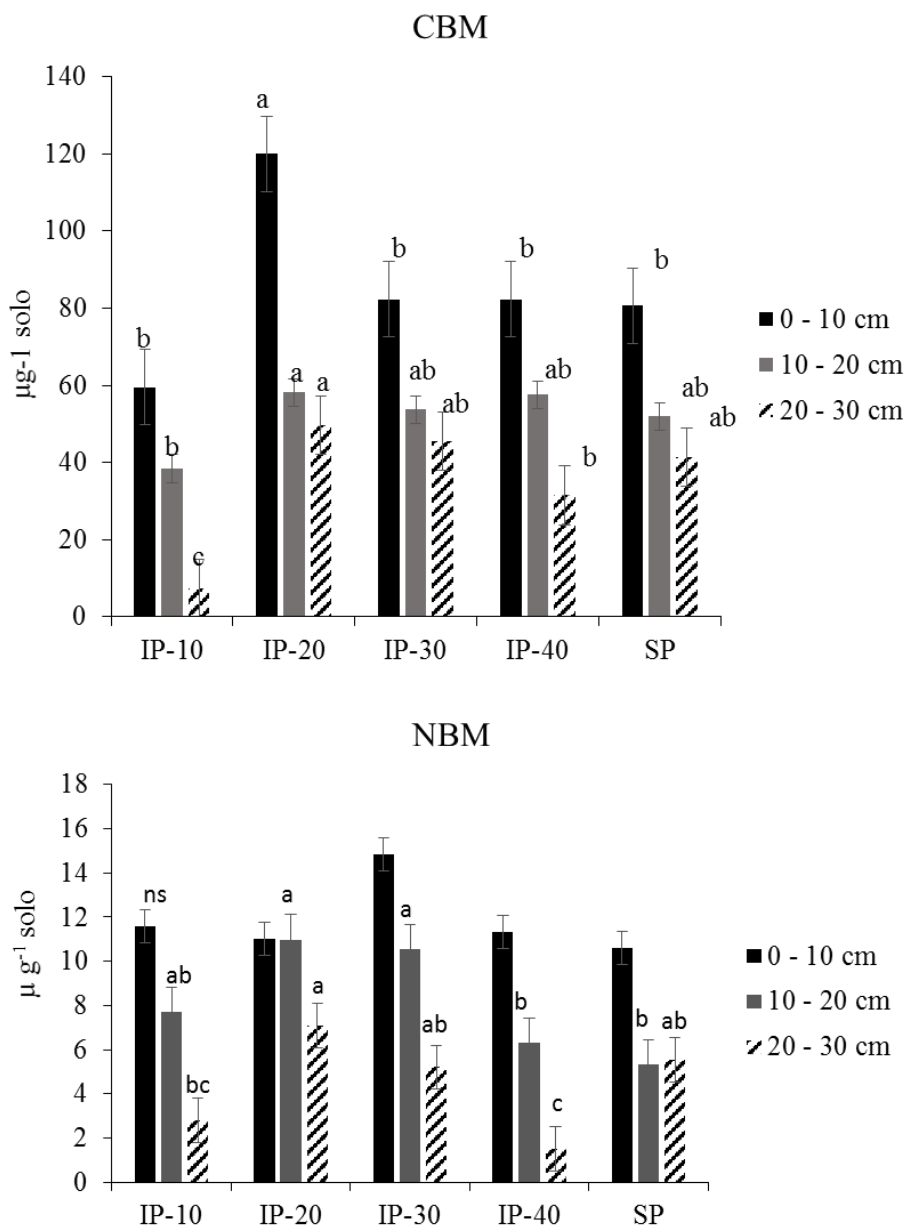 CBM
140
120
100
80
60
40
20
0
µg-1 solo
b
b
c
a
a
a
b
ab
ab
b
ab
b
b
ab
ab
IP-10 IP-20 IP-30 IP-40 SP
0 - 10 cm
10 - 20 cm
20 - 30 cm
NBM
18
16
14
12
10
8
6
4
2
0
µ g⁻¹ solo
ns
ab
bc
a
a
a
ab
b
c
b
ab
IP-10 IP-20 IP-30 IP-40 SP
0 - 10 cm
10 - 20 cm
20 - 30 cm